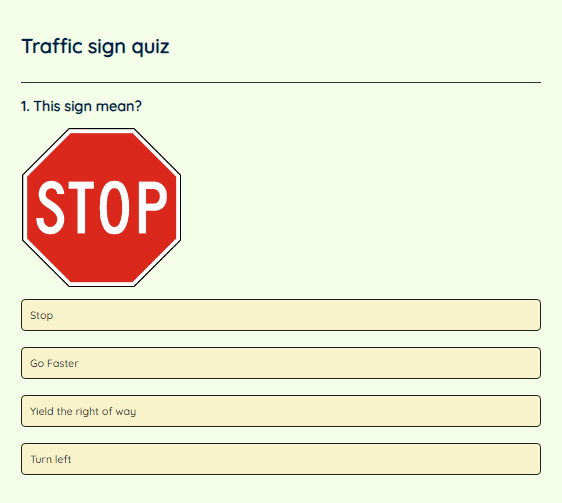 Traffic sign quiz
1. This sign mean?
STOP
Stop
Go Faster
Yield the right of way
Turn left